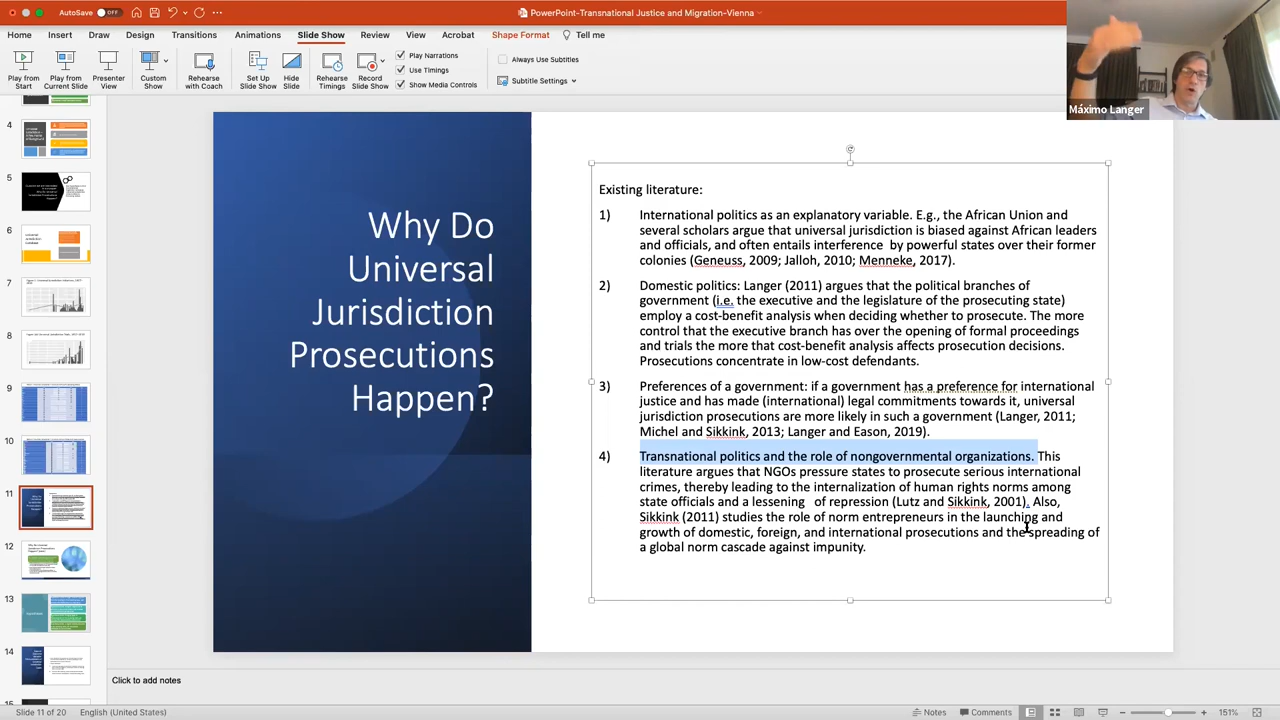 AutoSave OFF
PowerPoint-Transnational Justice and Migration-Vienna
Home Insert Draw Design Transitions Animations Slide Show Review View Acrobat Shape Format Tell me
Play from Start
Play from Current Slide
Presenter View
Custom Show
Rehearse with Coach
Set Up Slide Show
Hide Slide
Rehearse Timings
Record Slide Show
Play Narrations
Use Timings
Show Media Controls
Always Use Subtitles
Subtitle Settings
Máximo Langer
4
5
6
7
8
9
10
11
12
13
14
Why Do
Universal
Jurisdiction
Prosecutions
Happen?
Existing literature:
1) International politics as an explanatory variable. E.g., the African Union and
several scholars argue that universal jurisdiction is biased against African leaders
and officials, and often entails interference by powerful states over their former
colonies (Geneuss, 2009; Jalloh, 2010; Menneke, 2017).
2) Domestic politics: Langer (2011) argues that the political branches of
government (i.e. the executive and the legislature of the prosecuting state)
employ a cost-benefit analysis when deciding whether to prosecute. The more
control that the executive branch has over the opening of formal proceedings
and trials the more that cost-benefit analysis affects prosecution decisions.
Prosecutions concentrate in low-cost defendants.
3) Preferences of a government: if a government has a preference for international
justice and has made (international) legal commitments towards it, universal
jurisdiction prosecutions are more likely in such a government (Langer, 2011;
Michel and Sikkink, 2013: Langer and Eason, 2019).
4) Transnational politics and the role of nongovernmental organizations. This
literature argues that NGOs pressure states to prosecute serious international
crimes, thereby leading to the internalization of human rights norms among
state officials and a lessening of repression (Lutz and Sikkink, 2001). Also,
Sikkink (2011) studies the role of norm entrepreneurs in the launching and
growth of domestic, foreign, and international prosecutions and the spreading of
a global norm cascade against impunity.
Click to add notes
Slide 11 of 20 English (United States) Notes Comments 151%